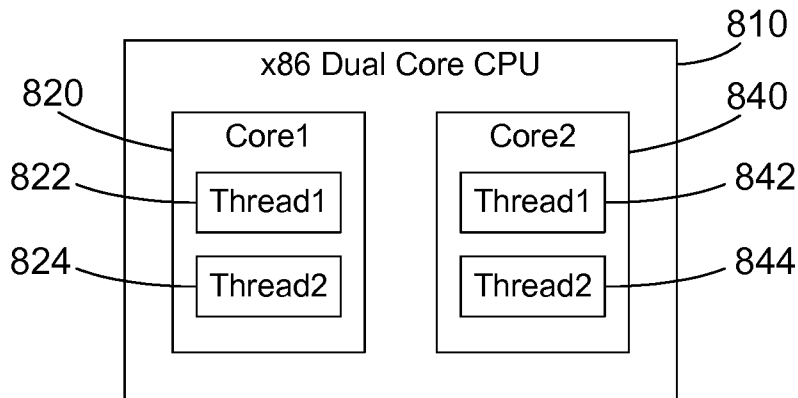 810
x86 Dual Core CPU
820
840
Core1
Core2
822
Thread1
Thread1
842
824
Thread2
Thread2
844